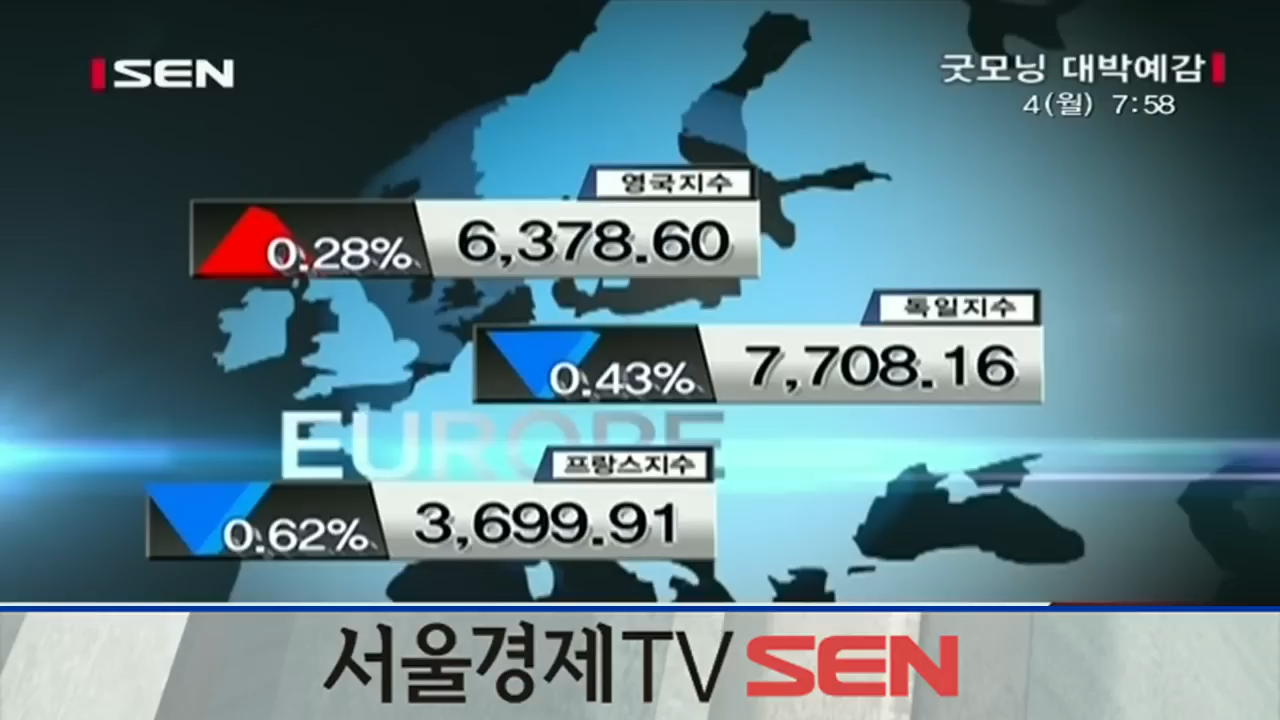 SEN
굿모닝 대박예감
4(월) 7:58
영국지수
0.28% 6,378.60
독일지수
0.43% 7,708.16
EUROPE
프랑스지수
0.62% 3,699.91
서울경제TV SEN